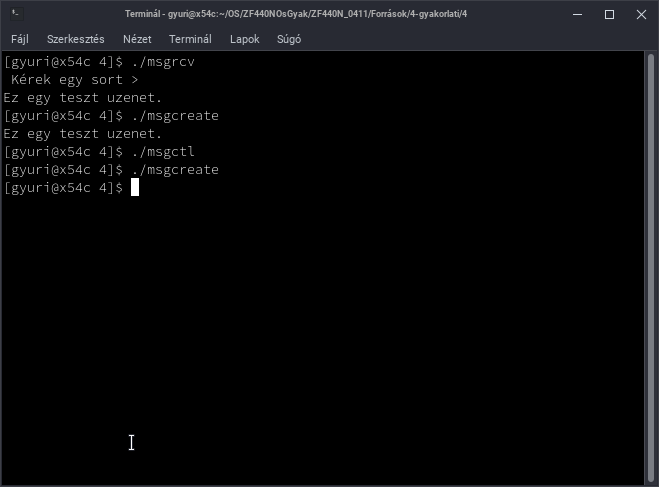 Terminál - gyuri@x54c:~/OS/ZF440NOsGyak/ZF440N_0411/Források/4-gyakorlati/4
Fájl Szerkesztés Nézet Terminál Lapok Súgó
[gyuri@x54c 4]$ ./msgrcv
Kérek egy sort >
Ez egy teszt uzenet.
[gyuri@x54c 4]$ ./msgcreate
Ez egy teszt uzenet.
[gyuri@x54c 4]$ ./msgctl
[gyuri@x54c 4]$ ./msgcreate
[gyuri@x54c 4]$